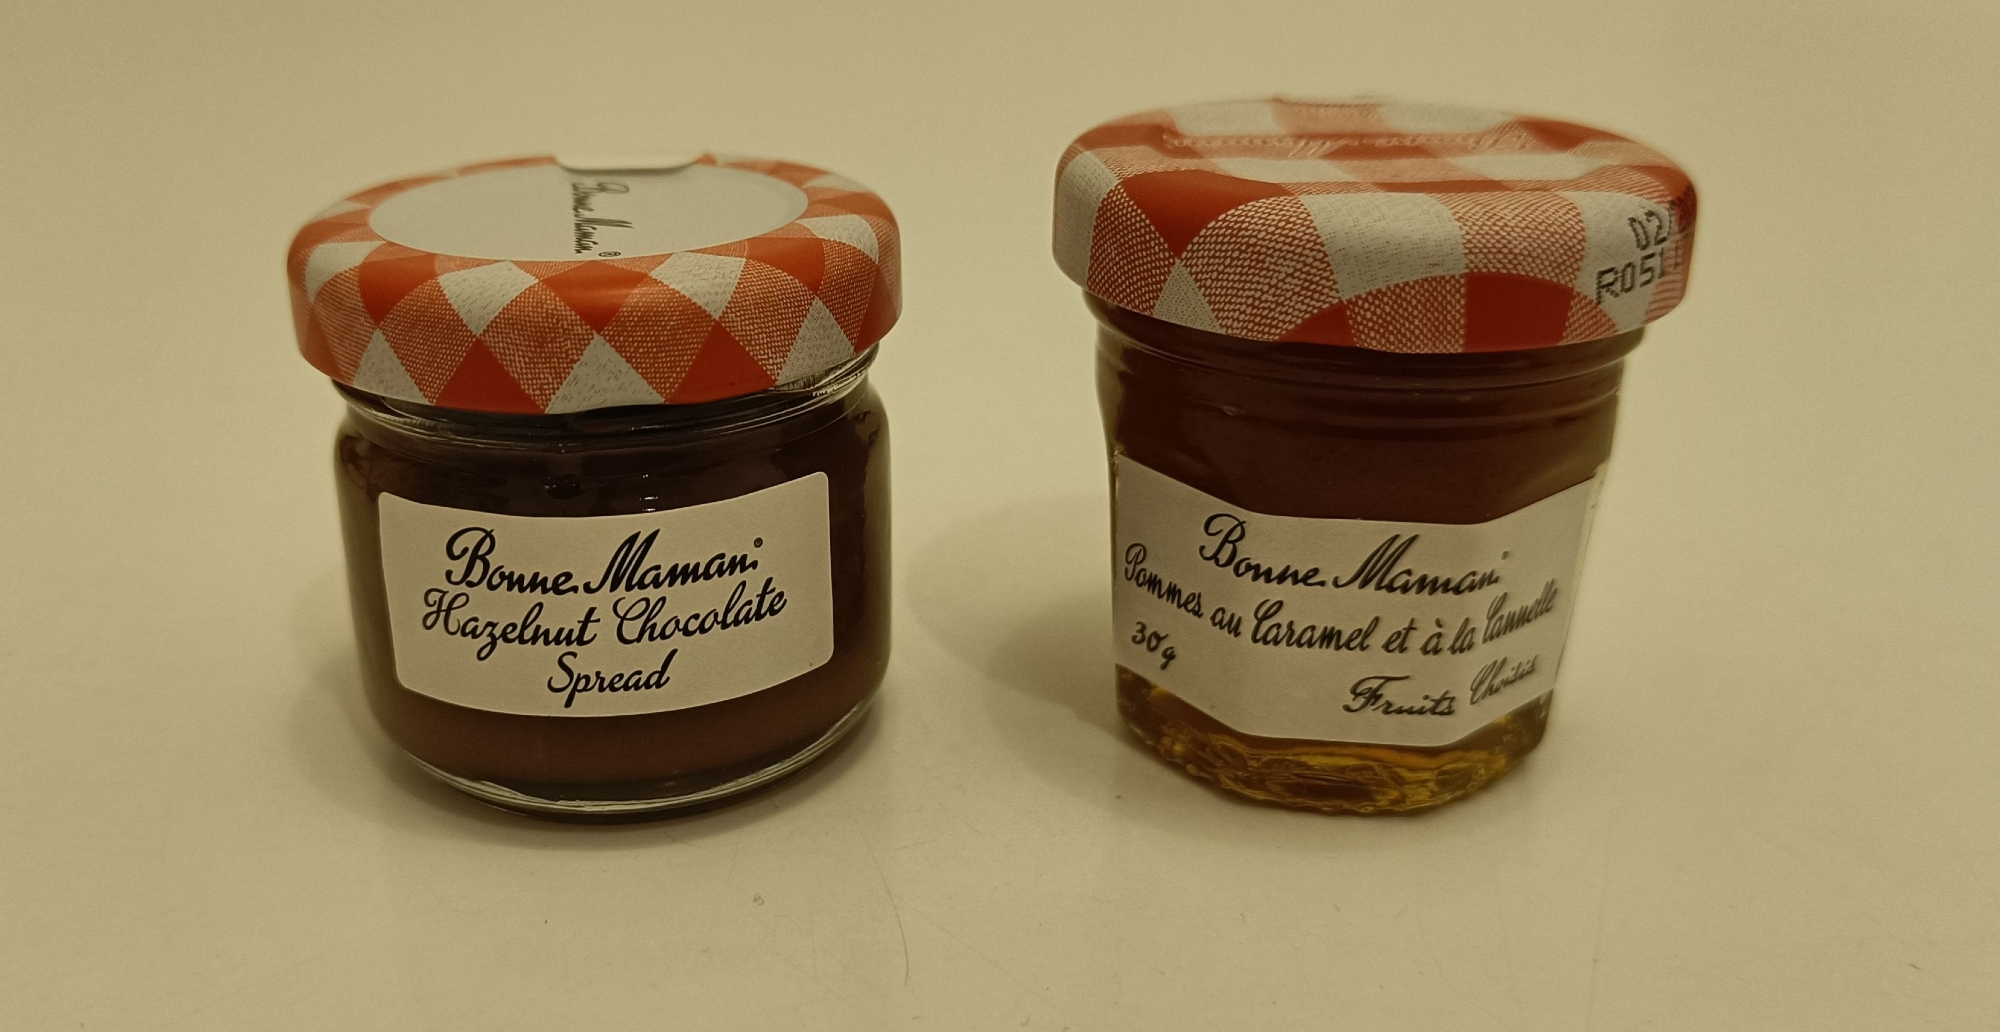 Bonne Maman®
Bonne Maman®
Hazelnut Chocolate
Spread
02
R051
Bonne Maman®
Pommes au Caramel et à la Cannelle
30g
Fruits Choisis